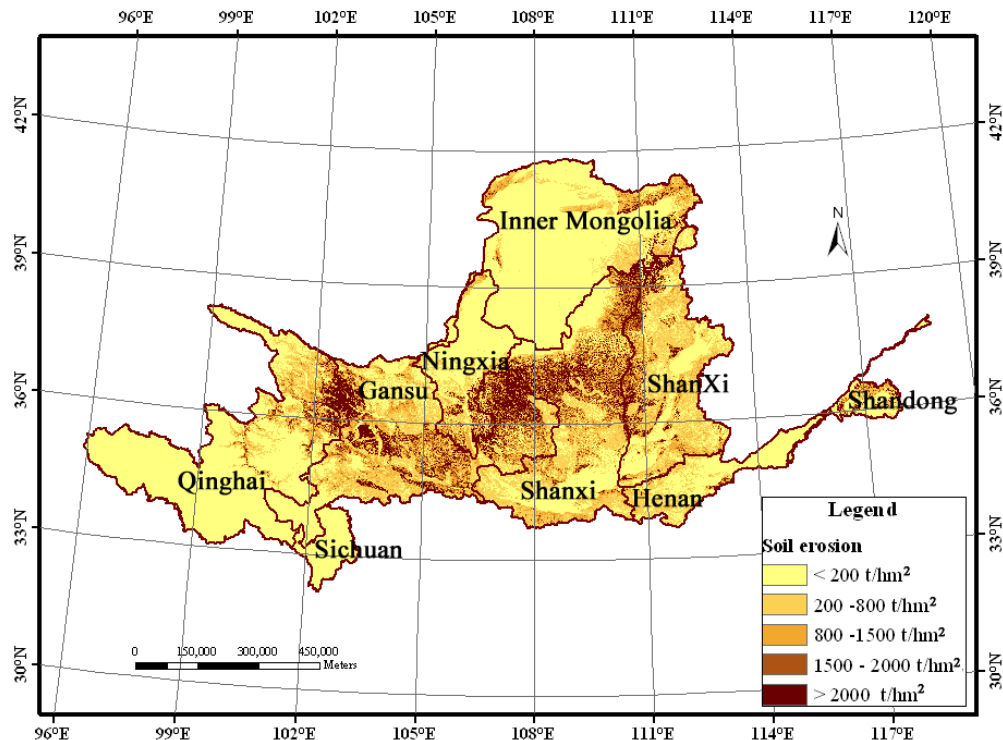 96°E 99°E 102°E 105°E 108°E 111°E 114°E 117°E 120°E
42°N 42°N
N
Inner Mongolia
39°N 39°N
Ningxia
Gansu ShanXi
36°N 36°N
Shandong
Qinghai Shanxi Henan
Legend
33°N 33°N
Sichuan
Soil erosion
< 200 t/hm²
200 -800 t/hm²
800 -1500 t/hm²
1500 - 2000 t/hm²
> 2000 t/hm²
0 150,000 300,000 450,000
Meters
30°N 30°N
96°E 99°E 102°E 105°E 108°E 111°E 114°E 117°E